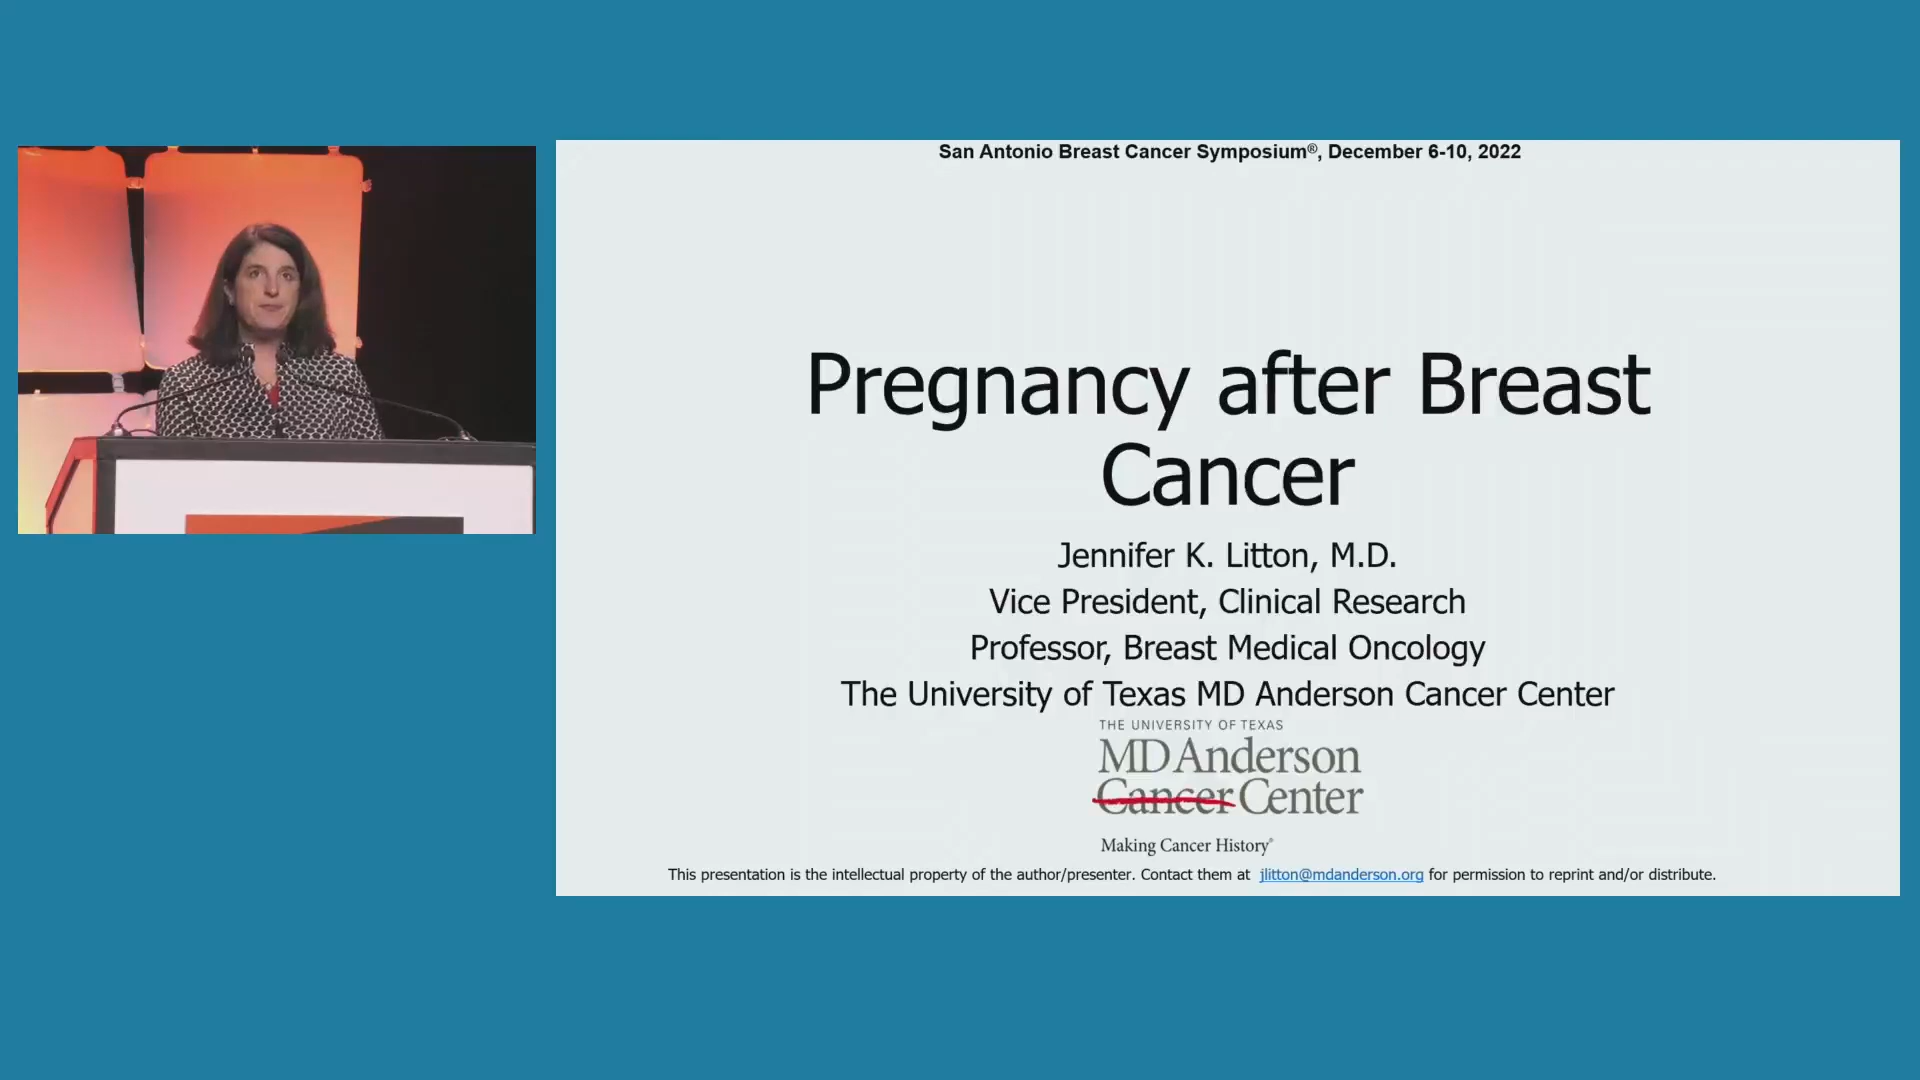 San Antonio Breast Cancer Symposium®, December 6-10, 2022
Pregnancy after Breast
Cancer
Jennifer K. Litton, M.D.
Vice President, Clinical Research
Professor, Breast Medical Oncology
The University of Texas MD Anderson Cancer Center
THE UNIVERSITY OF TEXAS
MD Anderson
Cancer Center
Making Cancer History®
This presentation is the intellectual property of the author/presenter. Contact them at jlitton@mdanderson.org for permission to reprint and/or distribute.